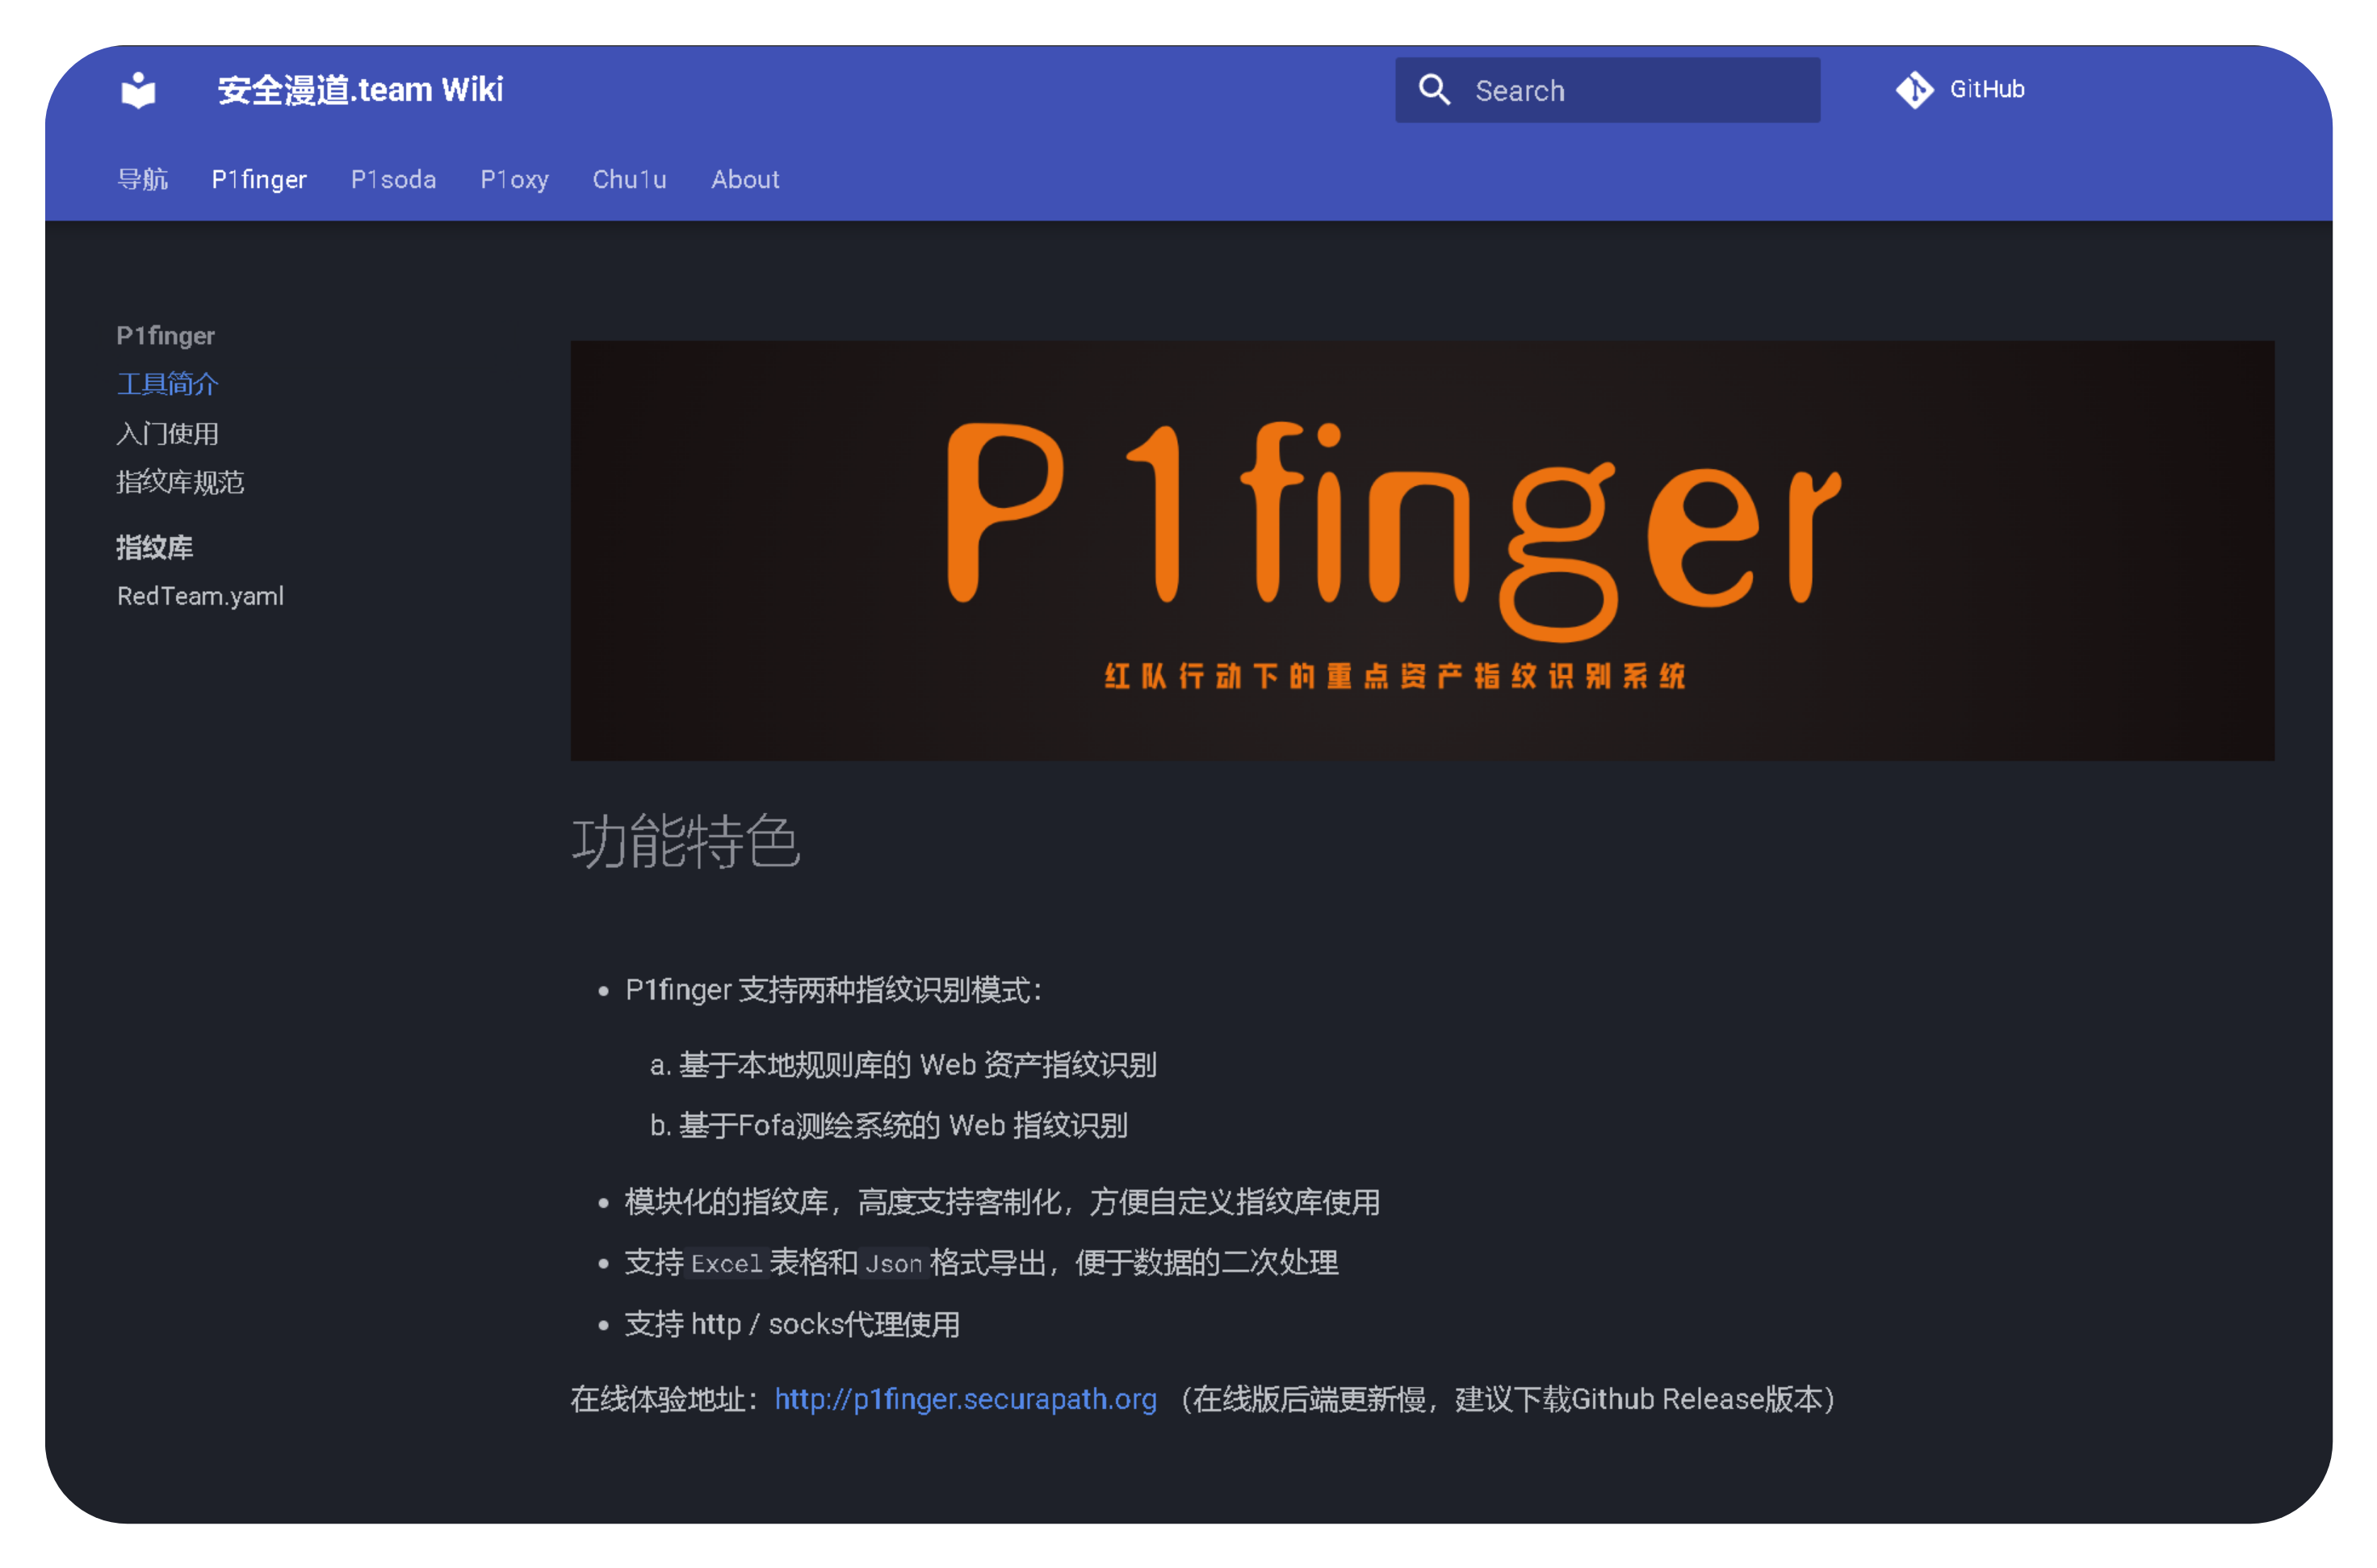 安全漫道.team Wiki
Search
GitHub
导航 P1finger P1soda P1oxy Chu1u About
P1finger
工具简介
入门使用
指纹库规范
指纹库
RedTeam.yaml
P1finger
红队行动下的重点资产指纹识别系统
功能特色
• P1finger 支持两种指纹识别模式：
a. 基于本地规则库的 Web 资产指纹识别
b. 基于Fofa测绘系统的 Web 指纹识别
• 模块化的指纹库，高度支持客制化，方便自定义指纹库使用
• 支持 Excel 表格和 Json 格式导出，便于数据的二次处理
• 支持 http / socks代理使用
在线体验地址：http://p1finger.securapath.org （在线版后端更新慢，建议下载Github Release版本）